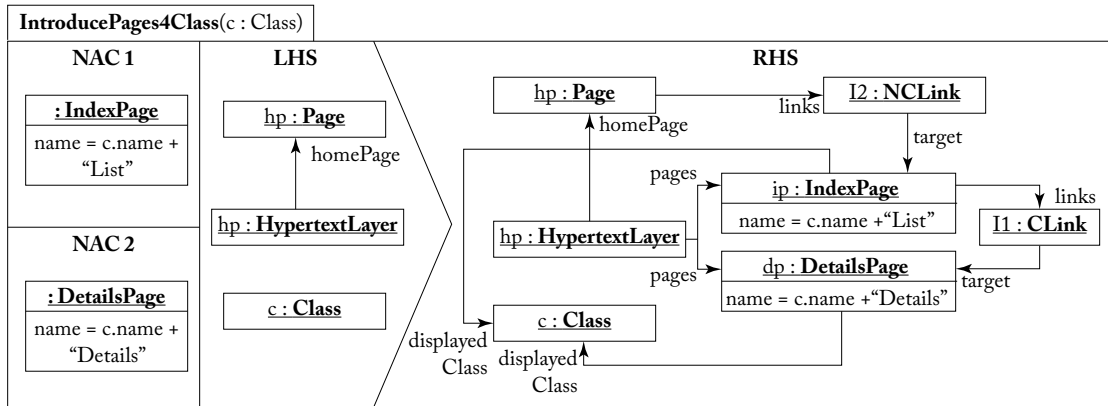 IntroducePages4Class(c : Class)
NAC 1
: IndexPage
name = c.name +
“List”
NAC 2
: DetailsPage
name = c.name +
“Details”
LHS
hp : Page
homePage
hp : HypertextLayer
c : Class
RHS
hp : Page
links
I2 : NCLink
homePage
target
pages
ip : IndexPage
name = c.name +“List”
links
I1 : CLink
hp : HypertextLayer
pages
dp : DetailsPage
name = c.name +“Details”
target
c : Class
displayed
Class
displayed
Class